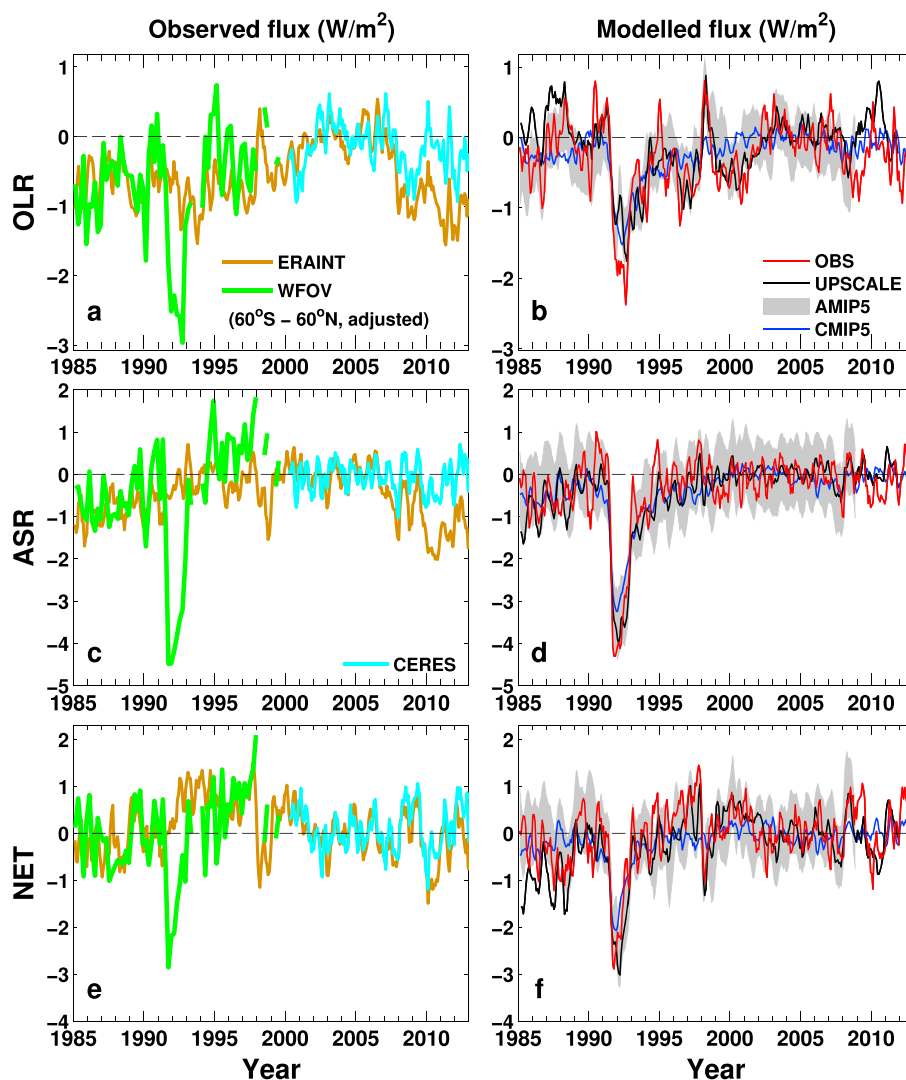 Observed flux (W/m²)
Modelled flux (W/m²)
OLR
1
0
−1
−2
−3
ERAINT
WFOV
(60°S − 60°N, adjusted)
a
1985 1990 1995 2000 2005 2010
1
0
−1
−2
−3
OBS
UPSCALE
AMIP5
CMIP5
b
1985 1990 1995 2000 2005 2010
ASR
2
1
0
−1
−2
−3
−4
−5
c
CERES
1985 1990 1995 2000 2005 2010
2
1
0
−1
−2
−3
−4
−5
d
1985 1990 1995 2000 2005 2010
NET
2
1
0
−1
−2
−3
−4
e
1985 1990 1995 2000 2005 2010
Year
2
1
0
−1
−2
−3
−4
f
1985 1990 1995 2000 2005 2010
Year